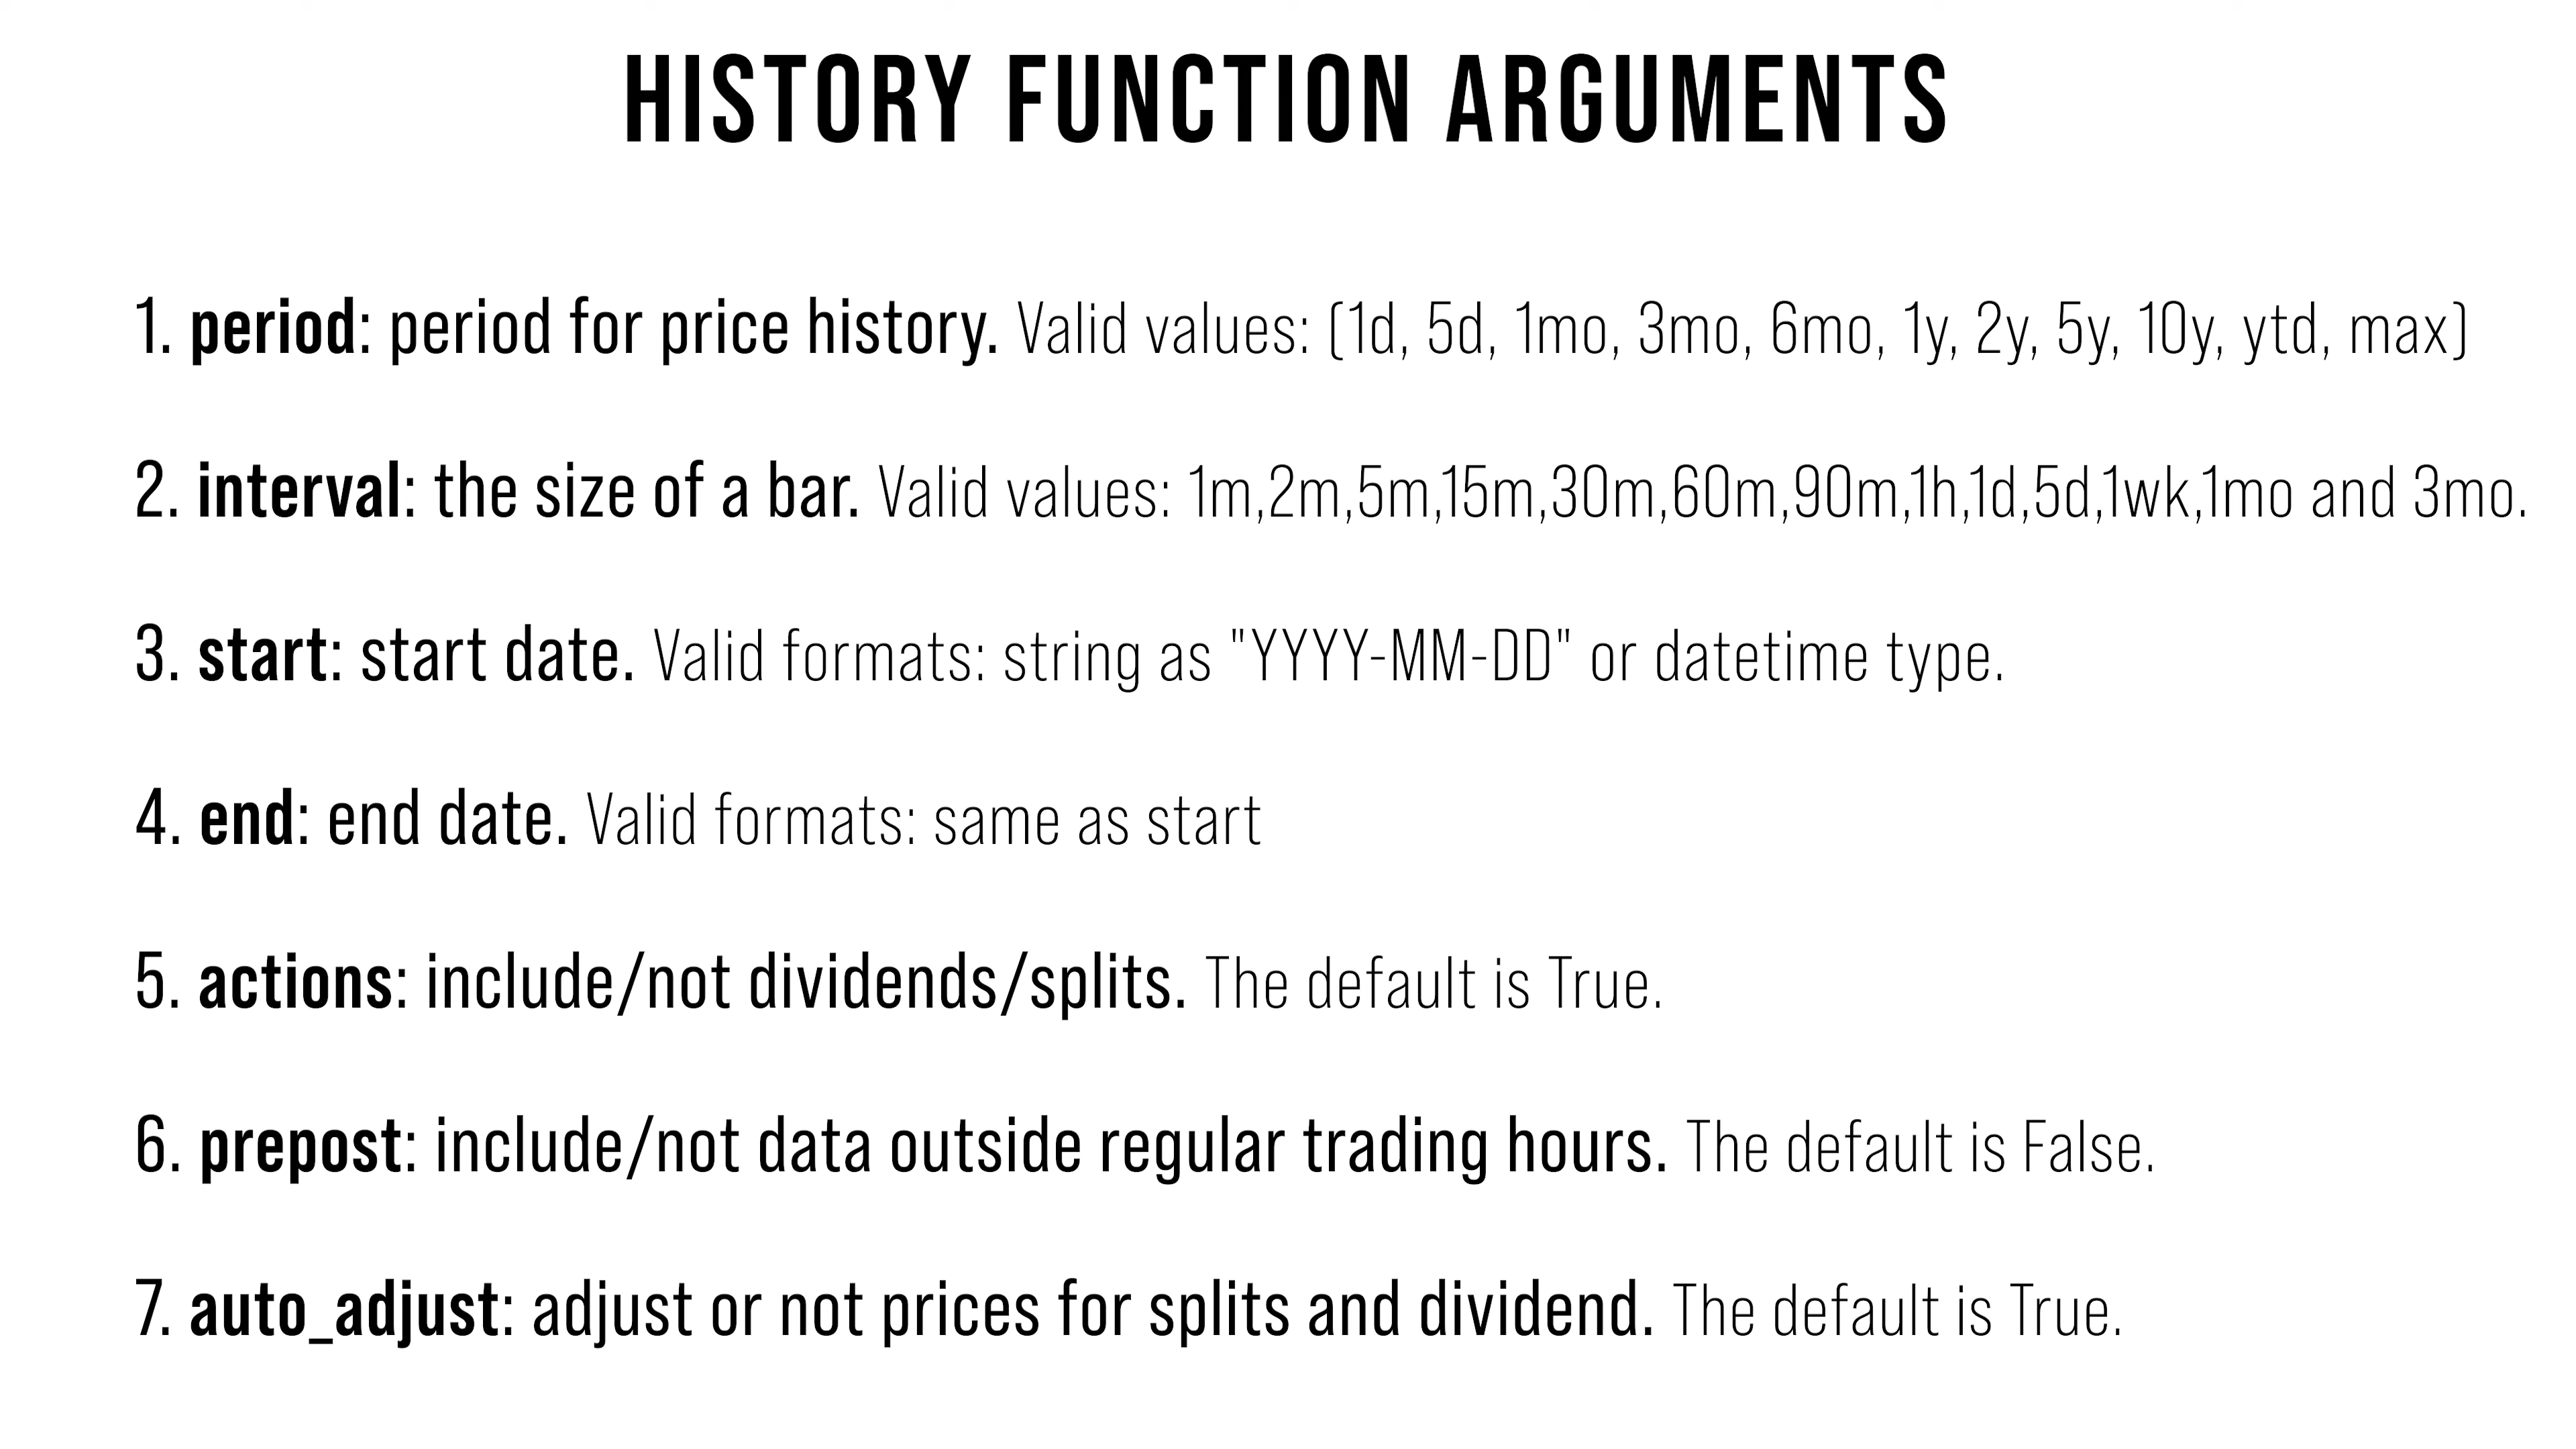 HISTORY FUNCTION ARGUMENTS
1. period: period for price history. Valid values: (1d, 5d, 1mo, 3mo, 6mo, 1y, 2y, 5y, 10y, ytd, max)
2. interval: the size of a bar. Valid values: 1m,2m,5m,15m,30m,60m,90m,1h,1d,5d,1wk,1mo and 3mo.
3. start: start date. Valid formats: string as "YYYY-MM-DD" or datetime type.
4. end: end date. Valid formats: same as start
5. actions: include/not dividends/splits. The default is True.
6. prepost: include/not data outside regular trading hours. The default is False.
7. auto_adjust: adjust or not prices for splits and dividend. The default is True.